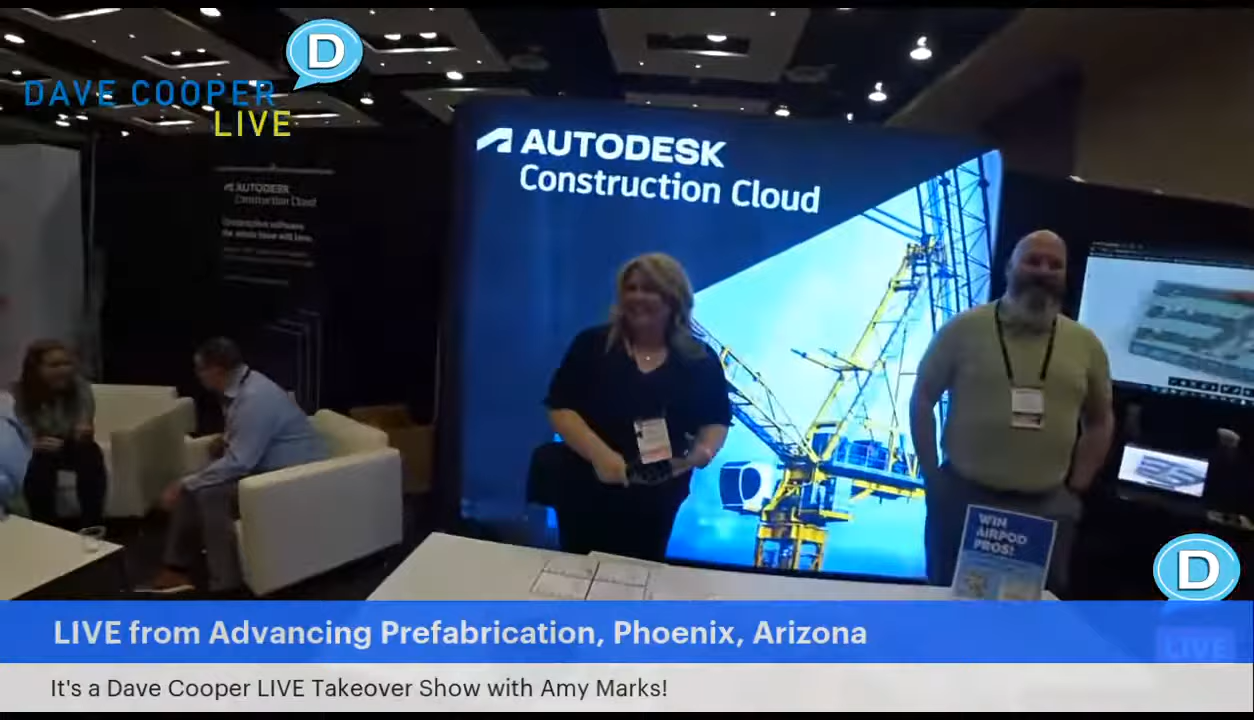 D
DAVE COOPER
LIVE
AUTODESK
Construction Cloud
AUTODESK
Construction Cloud
WIN
AIRPOD
PROS!
D
LIVE
LIVE from Advancing Prefabrication, Phoenix, Arizona
It's a Dave Cooper LIVE Takeover Show with Amy Marks!